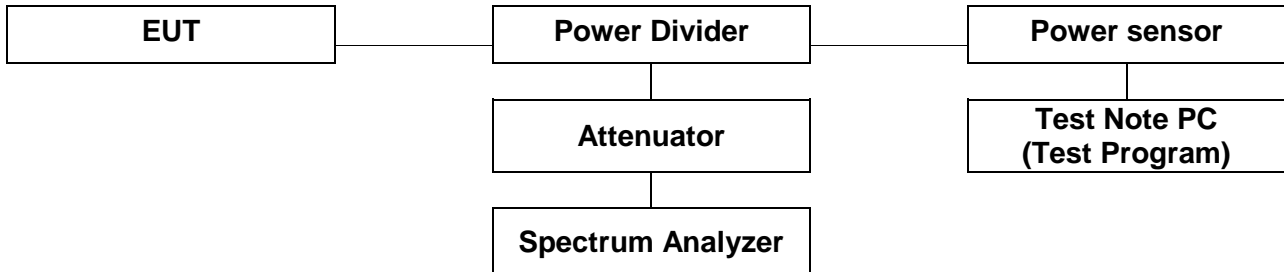 EUT
Power Divider
Power sensor
Attenuator
Test Note PC
(Test Program)
Spectrum Analyzer